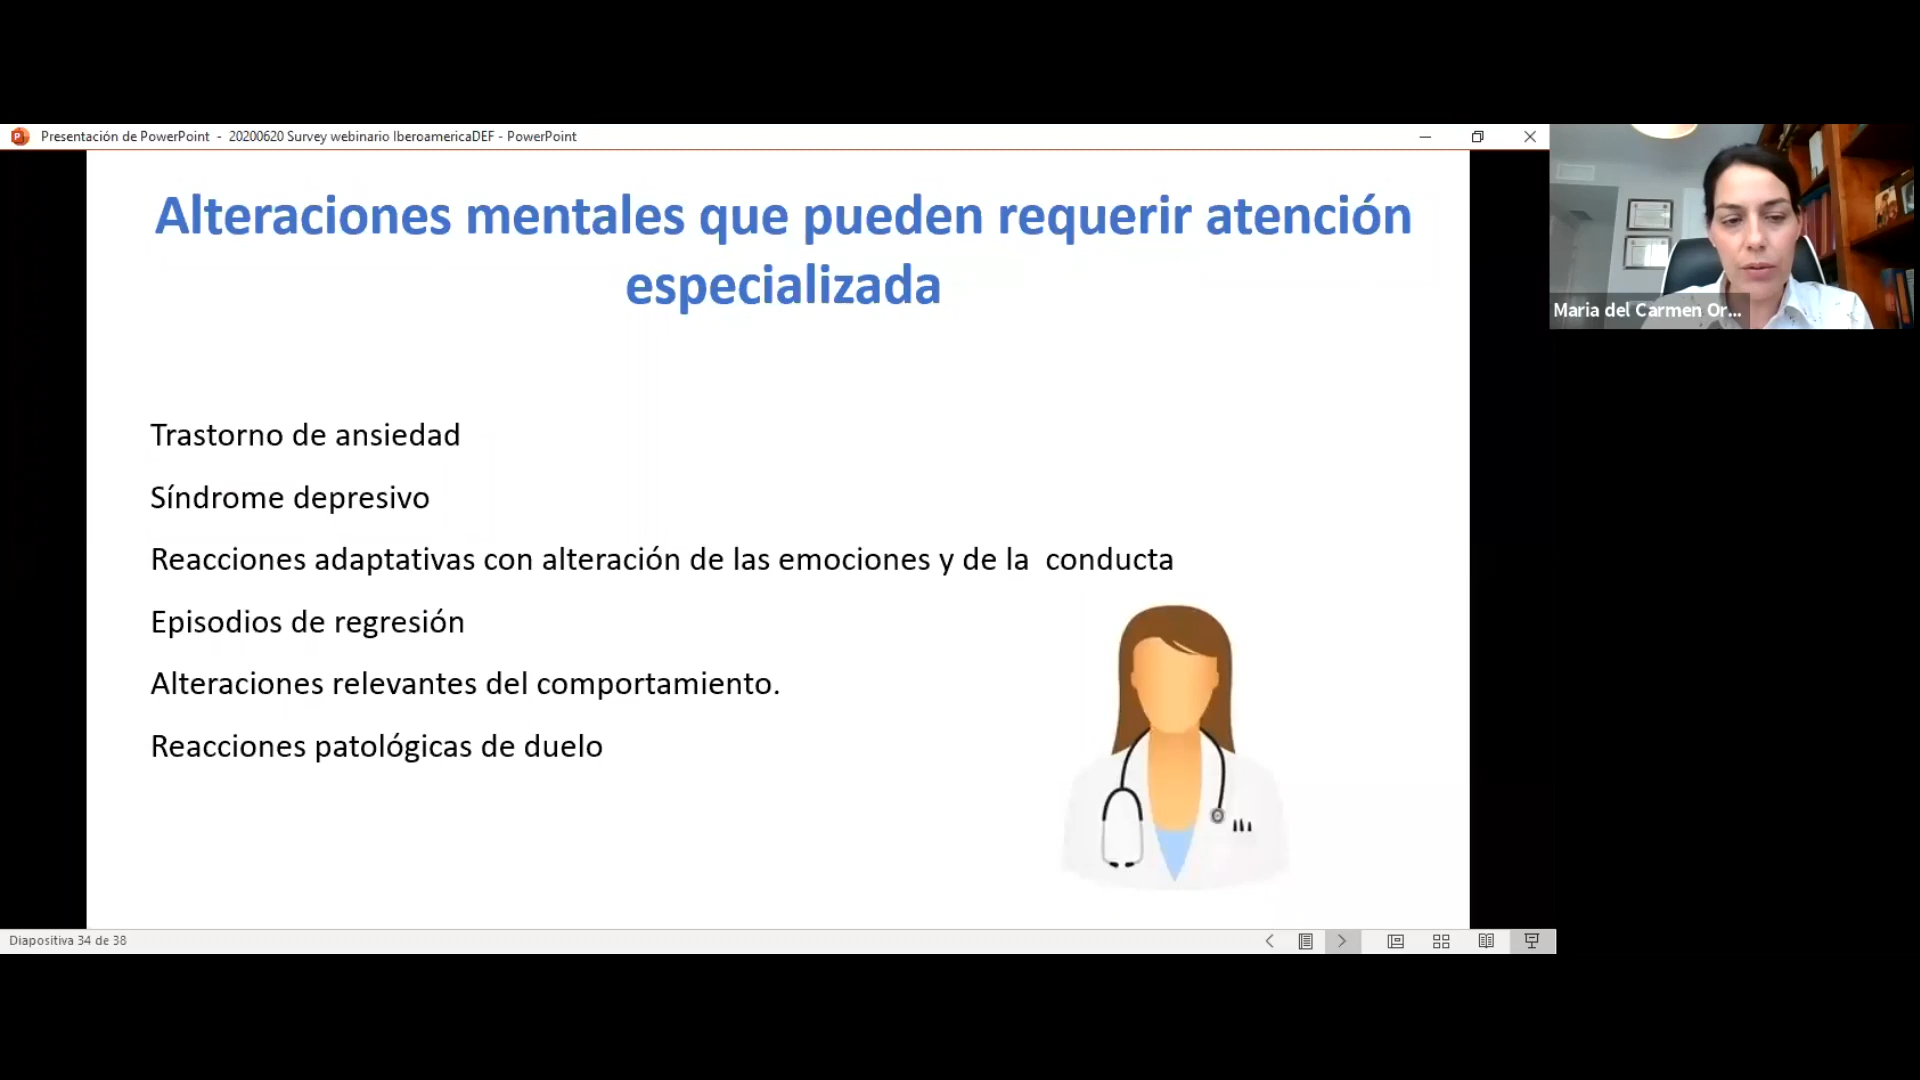 Presentación de PowerPoint - 20200620 Survey webinario IberoamericaDEF - PowerPoint
Alteraciones mentales que pueden requerir atención
especializada
Maria del Carmen Or...
Trastorno de ansiedad
Síndrome depresivo
Reacciones adaptativas con alteración de las emociones y de la conducta
Episodios de regresión
Alteraciones relevantes del comportamiento.
Reacciones patológicas de duelo
Diapositiva 34 de 38